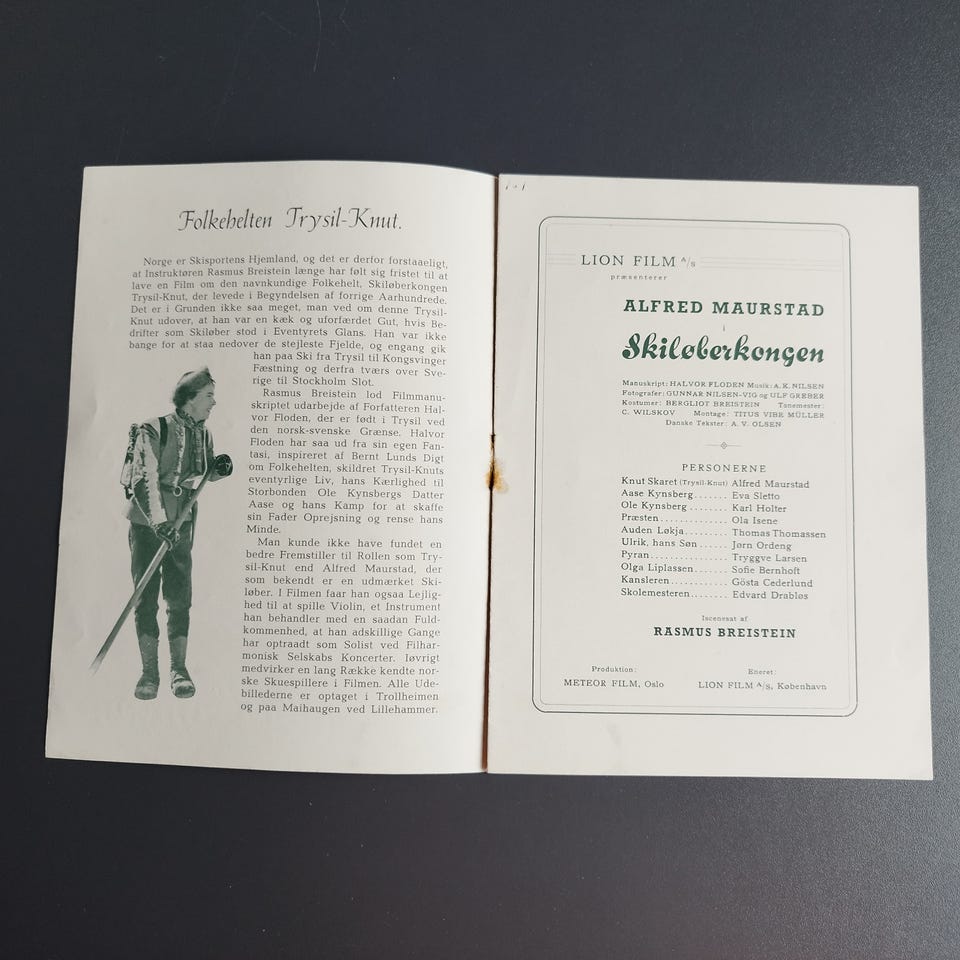 Folkehelten Trysil-Knut.
Norge er Skisportens Hjemland, og det er derfor forstaaeligt,
at Instruktøren Rasmus Breistein længe har følt sig fristet til at
lave en Film om den navnkundige Folkehelt, Skiløberkongen
Trysil-Knut, der levede i Begyndelsen af forrige Aarhundrede.
Det er i Grunden ikke saa meget, man ved om denne Trysil-
Knut udover, at han var en kæk og uforfærdet Gut, hvis Be-
drifter som Skiløber stod i Eventyrets Glans. Han var ikke
bange for at staa nedover de stejleste Fjelde, og engang gik
han paa Ski fra Trysil til Kongsvinger
Fæstning og derfra tværs over Sve-
rige til Stockholm Slot.
Rasmus Breistein lod Filmmanu-
skriptet udarbejde af Forfatteren Hal-
vor Floden, der er født i Trysil ved
den norsk-svenske Grænse. Halvor
Floden har saa ud fra sin egen Fan-
tasi, inspireret af Bernt Lunds Digt
om Folkehelten, skildret Trysil-Knuts
eventyrlige Liv, hans Kærlighed til
Storbonden Ole Kynsbergs Datter
Aase og hans Kamp for at skaffe
sin Fader Oprejsning og rense hans
Minde.
Man kunde ikke have fundet en
bedre Fremstiller til Rollen som Try-
sil-Knut end Alfred Maurstad, der
som bekendt er en udmærket Ski-
løber. I Filmen faar han ogsaa Lejlig-
hed til at spille Violin, et Instrument
han behandler med en saadan Fuld-
kommenhed, at han adskillige Gange
har optraadt som Solist ved Filhar-
monisk Selskabs Koncerter. Iøvrigt
medvirker en lang Række kendte nor-
ske Skuespillere i Filmen. Alle Ude-
billederne er optaget i Trollheimen
og paa Maihaugen ved Lillehammer.
LION FILM A/s
præsenterer
ALFRED MAURSTAD
i
Skiløberkongen
Manuskript: HALVOR FLODEN Musik: A. K. NILSEN
Fotografer: GUNNAR NILSEN-VIG og ULF GREBER
Kostumer: BERGLIOT BREISTEIN Tonemester:
C. WILSKOV Montage: TITUS VIBE MÜLLER
Danske Tekster: A. V. OLSEN
PERSONERNE
Knut Skaret (Trysil-Knut) Alfred Maurstad
Aase Kynsberg....... Eva Sletto
Ole Kynsberg ........ Karl Holter
Præsten............. Ola Isene
Auden Løkja......... Thomas Thomassen
Ulrik, hans Søn...... Jørn Ordeng
Pyran............... Tryggve Larsen
Olga Liplassen....... Sofie Bernhoft
Kansleren............ Gösta Cederlund
Skolemesteren........ Edvard Drabløs
Iscenesat af
RASMUS BREISTEIN
Produktion: Eneret:
METEOR FILM, Oslo LION FILM A/s, København